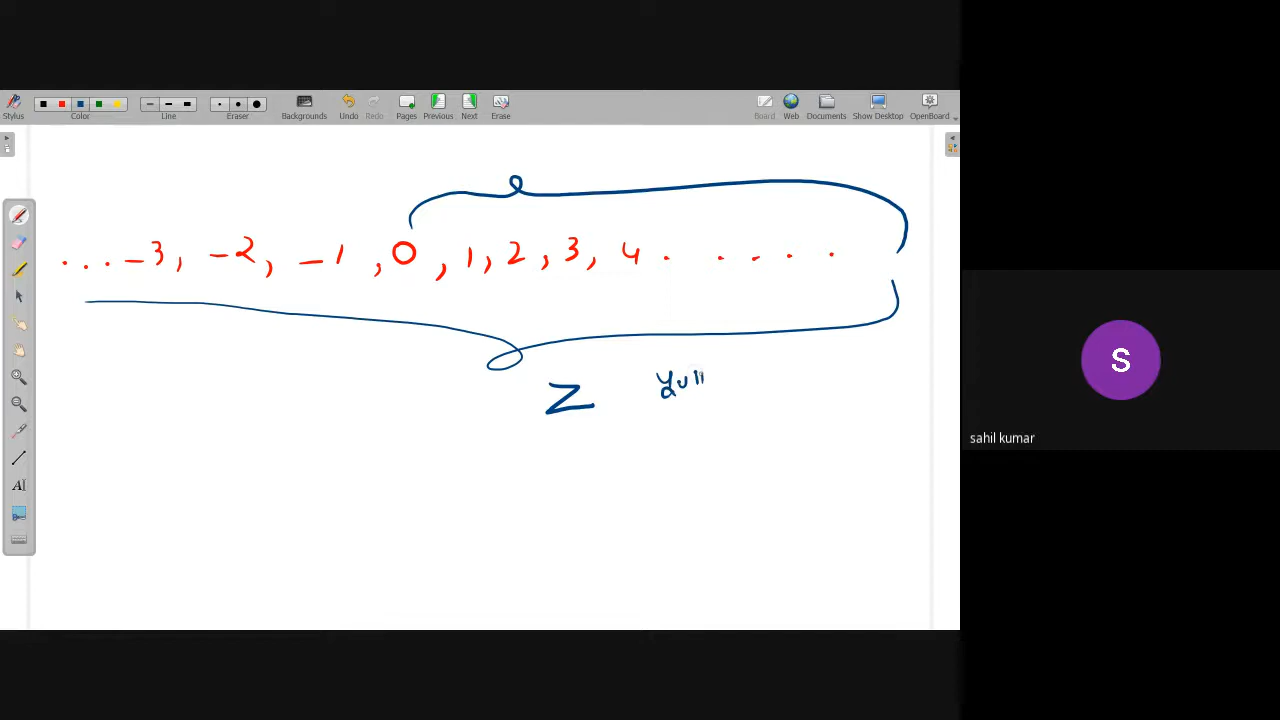 Stylus Color Line Eraser Backgrounds Undo Redo Pages Previous Next Erase Board Web Documents Show Desktop OpenBoard
... -3, -2, -1, 0, 1, 2, 3, 4 . . . . .
Z
S
sahil kumar